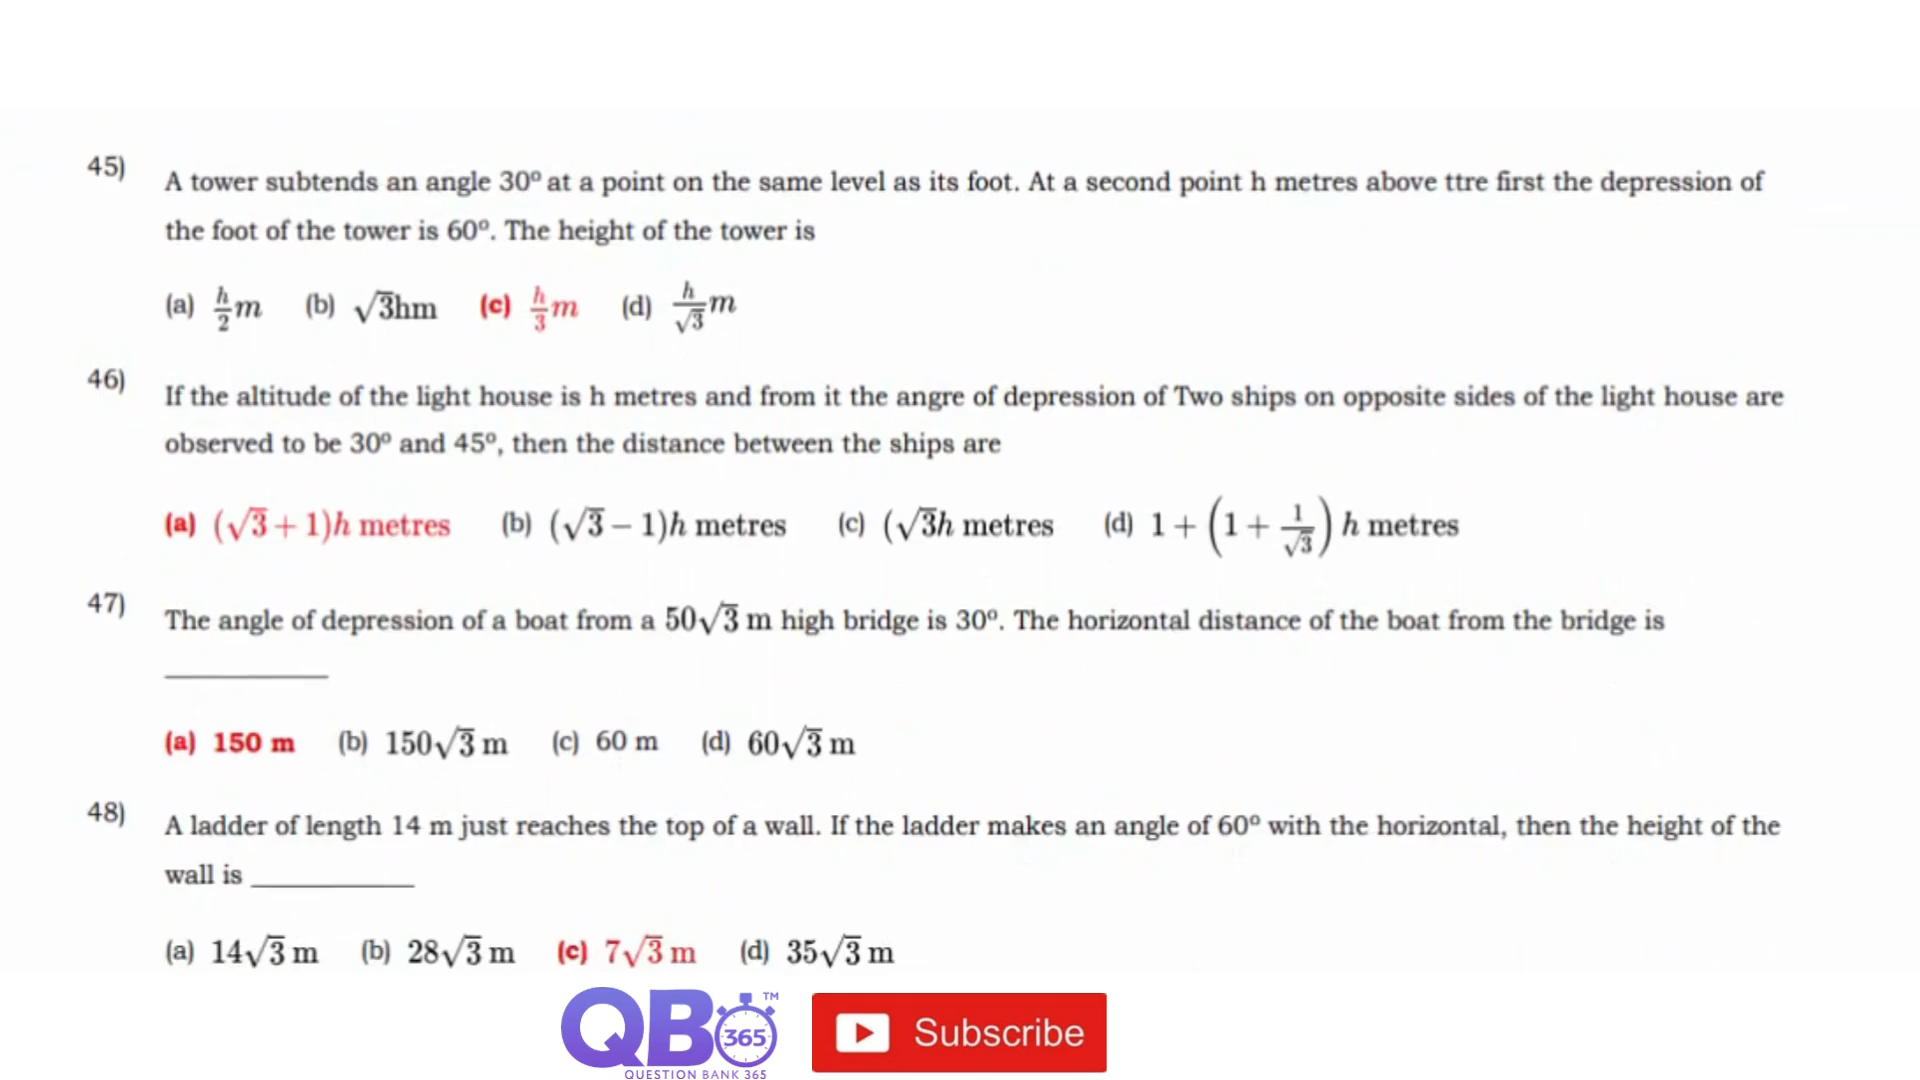 45) A tower subtends an angle 30º at a point on the same level as its foot. At a second point h metres above ttre first the depression of
the foot of the tower is 60º. The height of the tower is
(a) h/2 m (b) √3hm (c) h/3 m (d) h/√3 m
46) If the altitude of the light house is h metres and from it the angre of depression of Two ships on opposite sides of the light house are
observed to be 30º and 45º, then the distance between the ships are
(a) (√3 + 1)h metres (b) (√3 – 1)h metres (c) (√3h metres (d) 1 + (1 + 1/√3) h metres
47) The angle of depression of a boat from a 50√3 m high bridge is 30º. The horizontal distance of the boat from the bridge is
____________
(a) 150 m (b) 150√3 m (c) 60 m (d) 60√3 m
48) A ladder of length 14 m just reaches the top of a wall. If the ladder makes an angle of 60º with the horizontal, then the height of the
wall is ____________
(a) 14√3 m (b) 28√3 m (c) 7√3 m (d) 35√3 m
QB 365 ™
QUESTION BANK 365
Subscribe